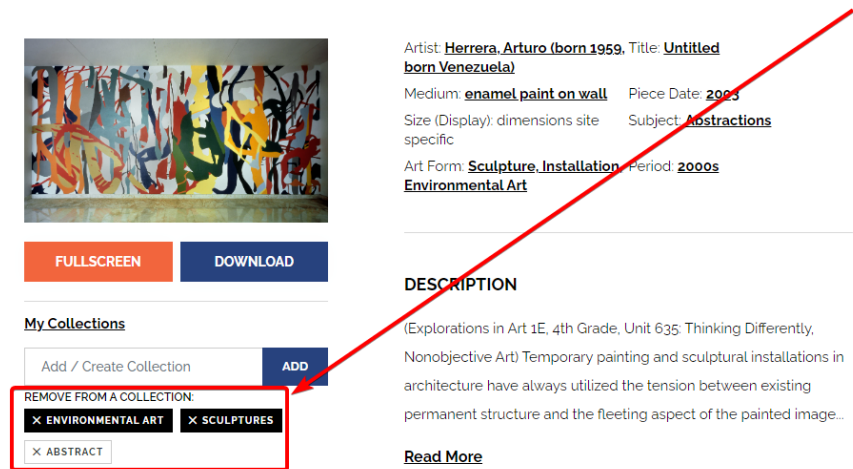 Artist: Herrera, Arturo (born 1959, born Venezuela)
Title: Untitled
Medium: enamel paint on wall
Piece Date: 2003
Size (Display): dimensions site specific
Subject: Abstractions
Art Form: Sculpture, Installation, Environmental Art
Period: 2000s
FULLSCREEN
DOWNLOAD
My Collections
Add / Create Collection
ADD
REMOVE FROM A COLLECTION:
× ENVIRONMENTAL ART
× SCULPTURES
× ABSTRACT
DESCRIPTION
(Explorations in Art 1E, 4th Grade, Unit 635: Thinking Differently,
Nonobjective Art) Temporary painting and sculptural installations in
architecture have always utilized the tension between existing
permanent structure and the fleeting aspect of the painted image...
Read More